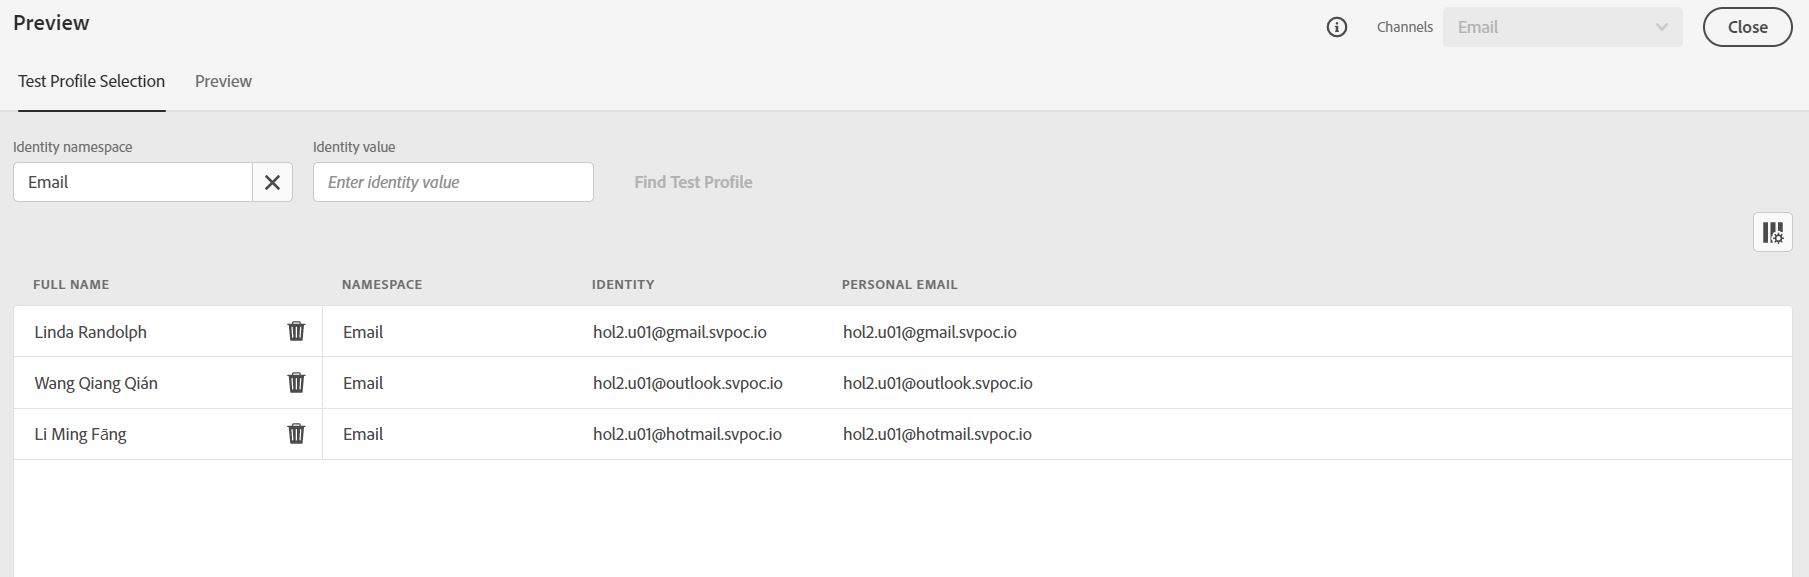 Preview
Channels Email Close
Test Profile Selection Preview
Identity namespace Identity value
Email Enter identity value Find Test Profile
FULL NAME NAMESPACE IDENTITY PERSONAL EMAIL
Linda Randolph Email hol2.u01@gmail.svpoc.io hol2.u01@gmail.svpoc.io
Wang Qiang Qián Email hol2.u01@outlook.svpoc.io hol2.u01@outlook.svpoc.io
Li Ming Fāng Email hol2.u01@hotmail.svpoc.io hol2.u01@hotmail.svpoc.io